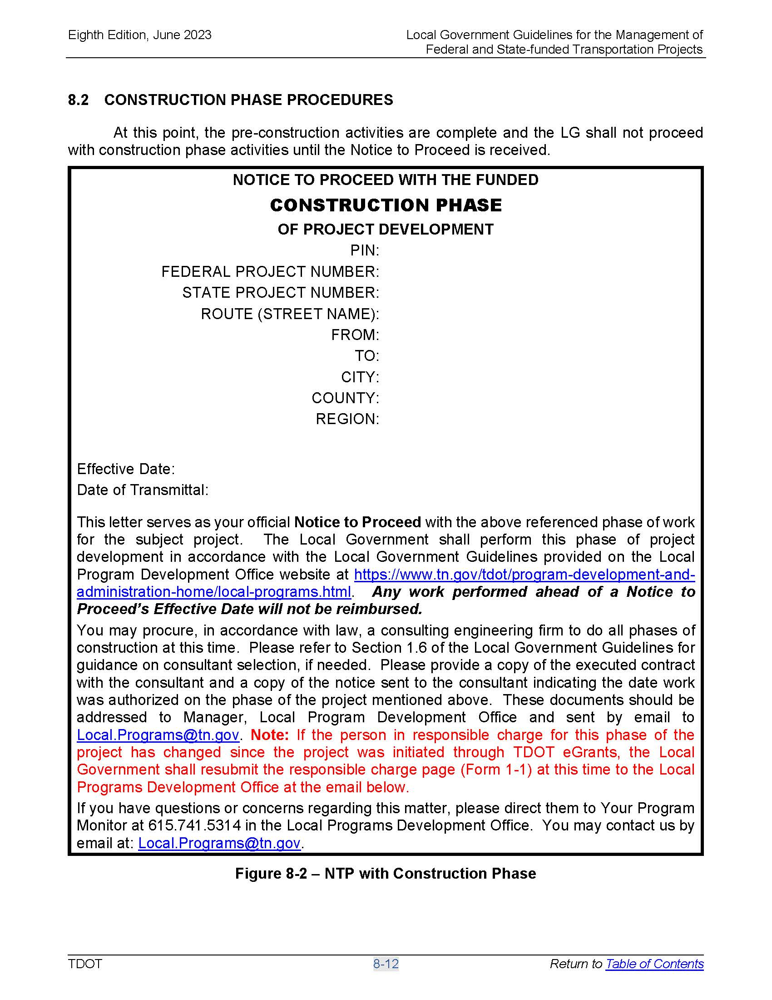 Eighth Edition, June 2023
Local Government Guidelines for the Management of
Federal and State-funded Transportation Projects
8.2 CONSTRUCTION PHASE PROCEDURES
At this point, the pre-construction activities are complete and the LG shall not proceed
with construction phase activities until the Notice to Proceed is received.
NOTICE TO PROCEED WITH THE FUNDED
CONSTRUCTION PHASE
OF PROJECT DEVELOPMENT
PIN:
FEDERAL PROJECT NUMBER:
STATE PROJECT NUMBER:
ROUTE (STREET NAME):
FROM:
TO:
CITY:
COUNTY:
REGION:
Effective Date:
Date of Transmittal:
This letter serves as your official Notice to Proceed with the above referenced phase of work
for the subject project. The Local Government shall perform this phase of project
development in accordance with the Local Government Guidelines provided on the Local
Program Development Office website at https://www.tn.gov/tdot/program-development-and-
administration-home/local-programs.html. Any work performed ahead of a Notice to
Proceed’s Effective Date will not be reimbursed.
You may procure, in accordance with law, a consulting engineering firm to do all phases of
construction at this time. Please refer to Section 1.6 of the Local Government Guidelines for
guidance on consultant selection, if needed. Please provide a copy of the executed contract
with the consultant and a copy of the notice sent to the consultant indicating the date work
was authorized on the phase of the project mentioned above. These documents should be
addressed to Manager, Local Program Development Office and sent by email to
Local.Programs@tn.gov. Note: If the person in responsible charge for this phase of the
project has changed since the project was initiated through TDOT eGrants, the Local
Government shall resubmit the responsible charge page (Form 1-1) at this time to the Local
Programs Development Office at the email below.
If you have questions or concerns regarding this matter, please direct them to Your Program
Monitor at 615.741.5314 in the Local Programs Development Office. You may contact us by
email at: Local.Programs@tn.gov.
Figure 8-2 – NTP with Construction Phase
TDOT
8-12
Return to Table of Contents